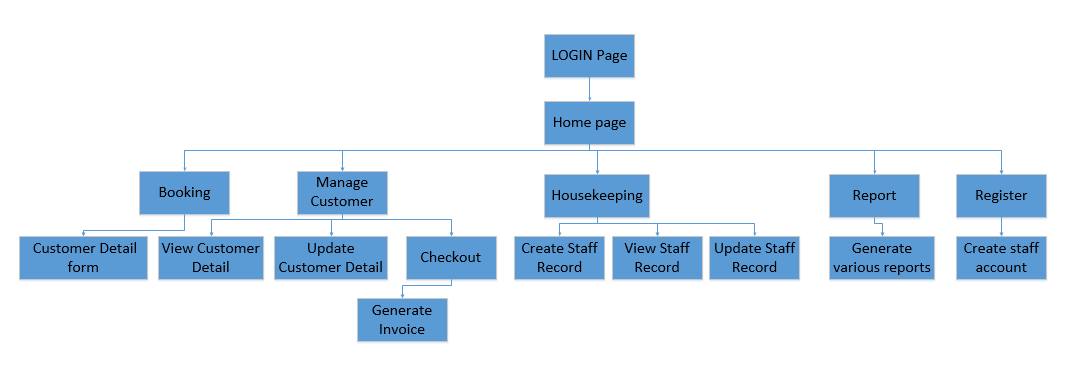 LOGIN Page
Home page
Booking
Manage
Customer
Housekeeping
Report
Register
Customer Detail
form
View Customer
Detail
Update
Customer Detail
Checkout
Create Staff
Record
View Staff
Record
Update Staff
Record
Generate
various reports
Create staff
account
Generate
Invoice